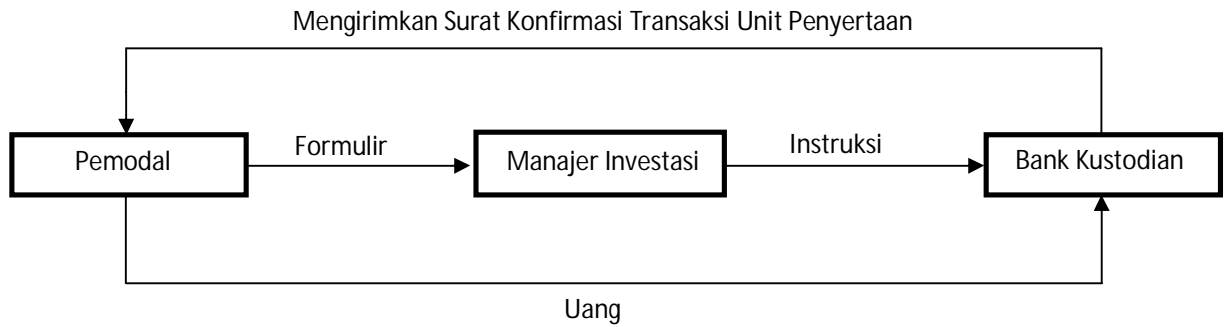 Mengirimkan Surat Konfirmasi Transaksi Unit Penyertaan
Pemodal
Formulir
Manajer Investasi
Instruksi
Bank Kustodian
Uang